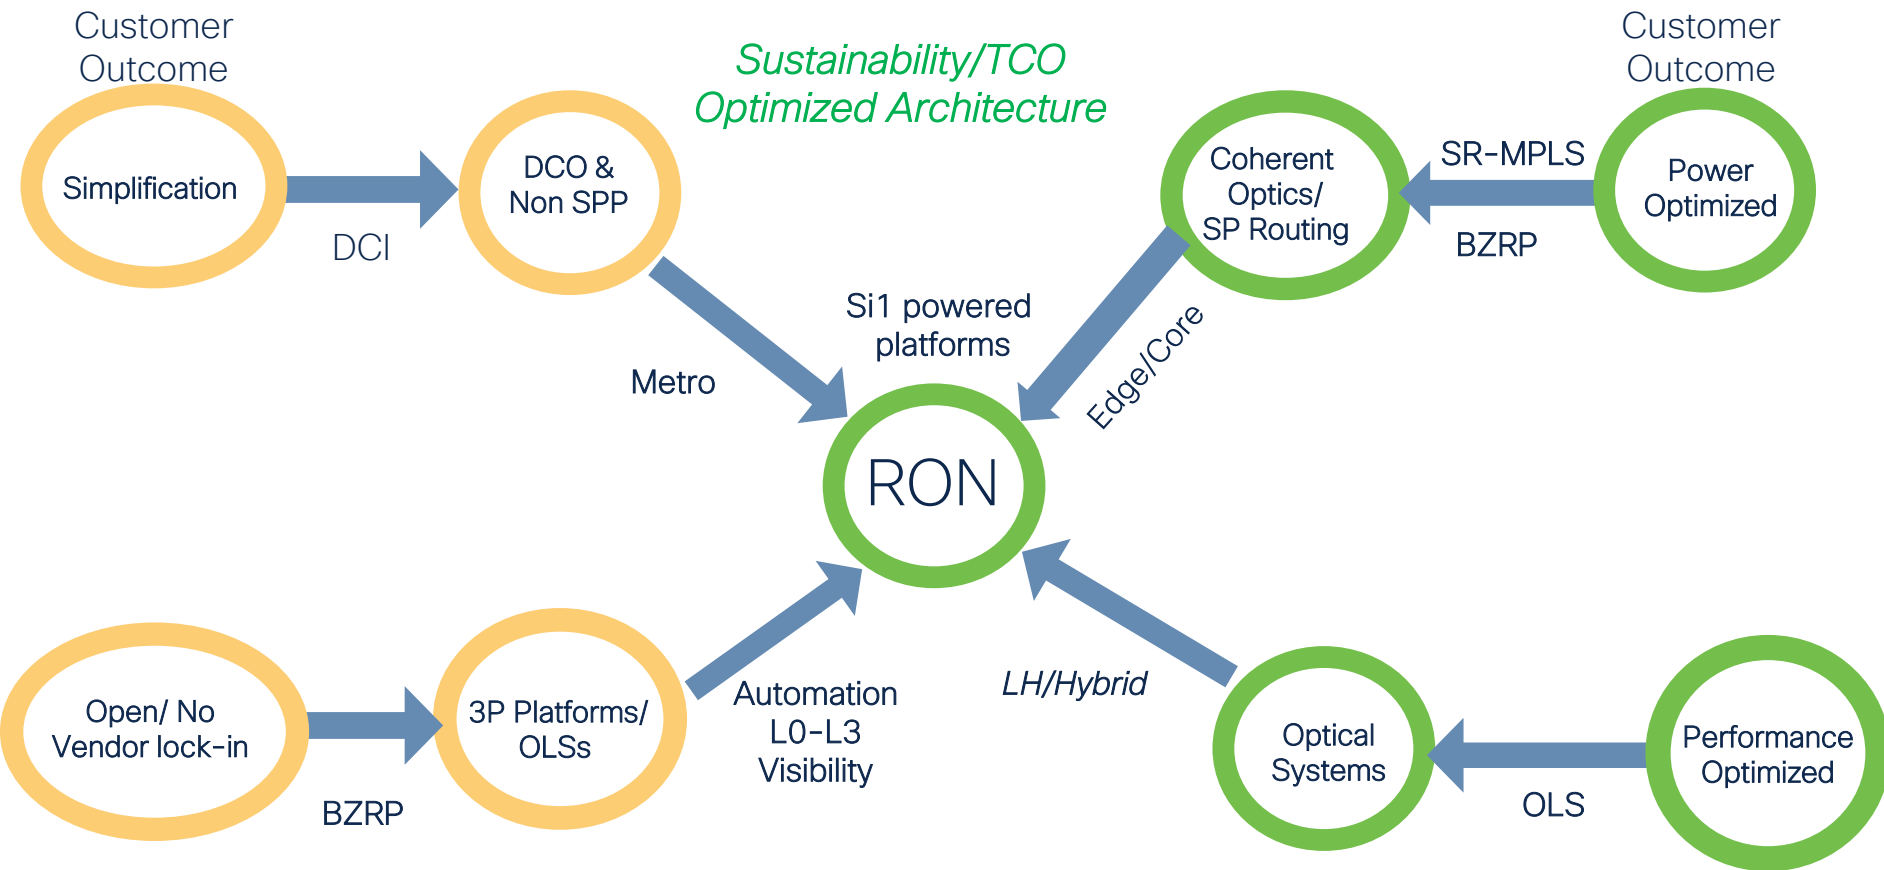 Customer
Outcome
Sustainability/TCO
Optimized Architecture
Customer
Outcome
Simplification
DCI
DCO &
Non SPP
Coherent
Optics/
SP Routing
SR-MPLS
BZRP
Power
Optimized
Metro
Si1 powered
platforms
Edge/Core
RON
Open/ No
Vendor lock-in
BZRP
3P Platforms/
OLSs
Automation
L0-L3
Visibility
LH/Hybrid
Optical
Systems
OLS
Performance
Optimized